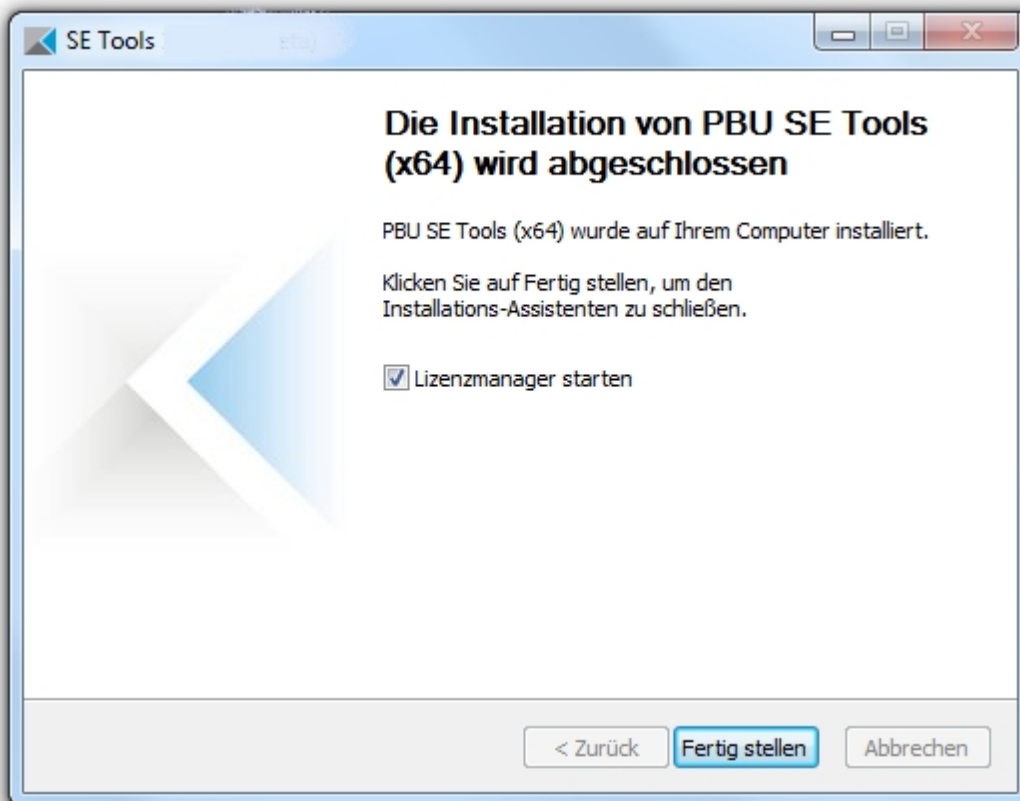 SE Tools
Die Installation von PBU SE Tools
(x64) wird abgeschlossen
PBU SE Tools (x64) wurde auf Ihrem Computer installiert.
Klicken Sie auf Fertig stellen, um den
Installations-Assistenten zu schließen.
Lizenzmanager starten
< Zurück
Fertig stellen
Abbrechen